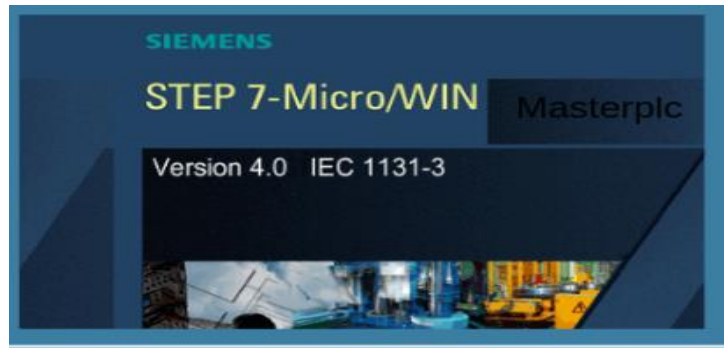 SIEMENS
STEP 7-Micro/WIN
Masterplc
Version 4.0 IEC 1131-3